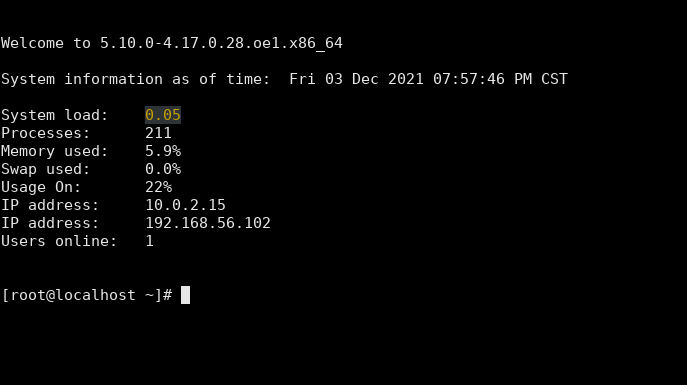 Welcome to 5.10.0-4.17.0.28.oe1.x86_64
System information as of time:  Fri 03 Dec 2021 07:57:46 PM CST
System load:    0.05
Processes:      211
Memory used:    5.9%
Swap used:      0.0%
Usage On:       22%
IP address:     10.0.2.15
IP address:     192.168.56.102
Users online:   1
[root@localhost ~]#